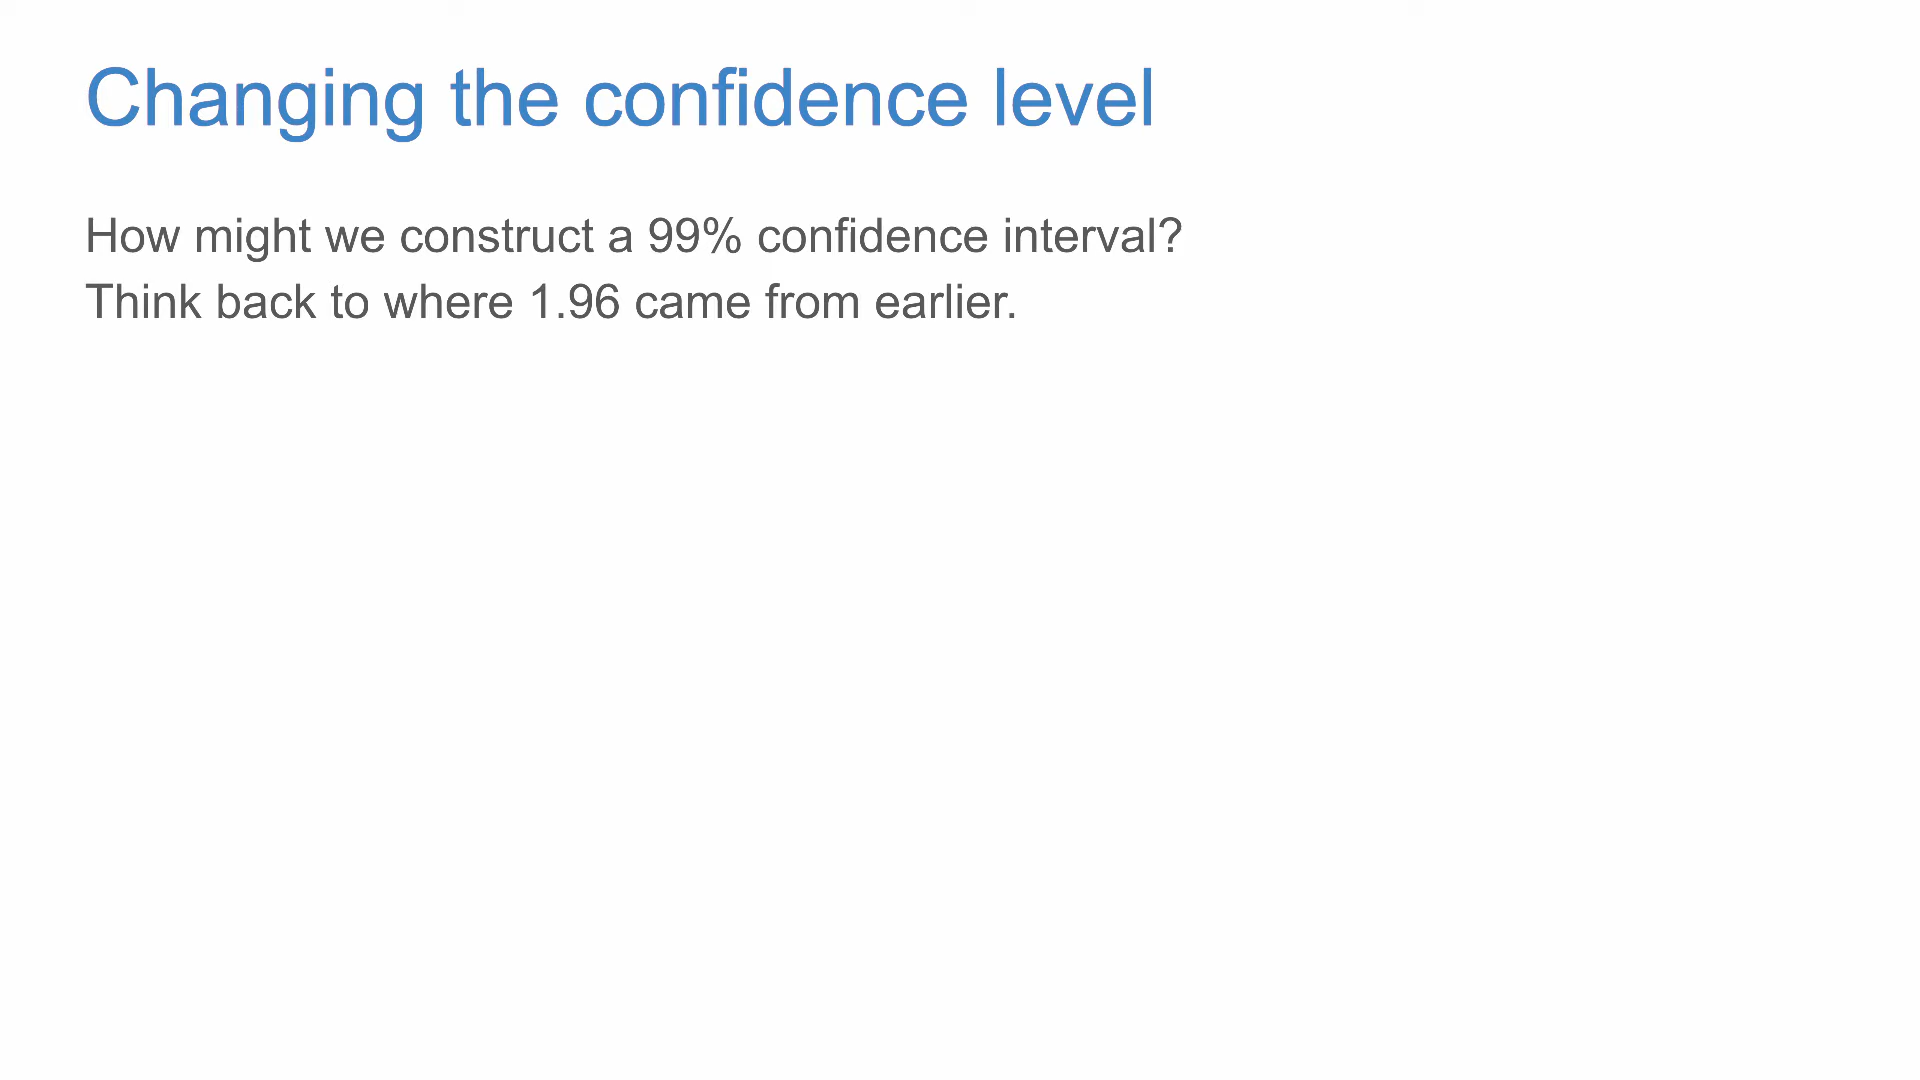 Changing the confidence level
How might we construct a 99% confidence interval?
Think back to where 1.96 came from earlier.